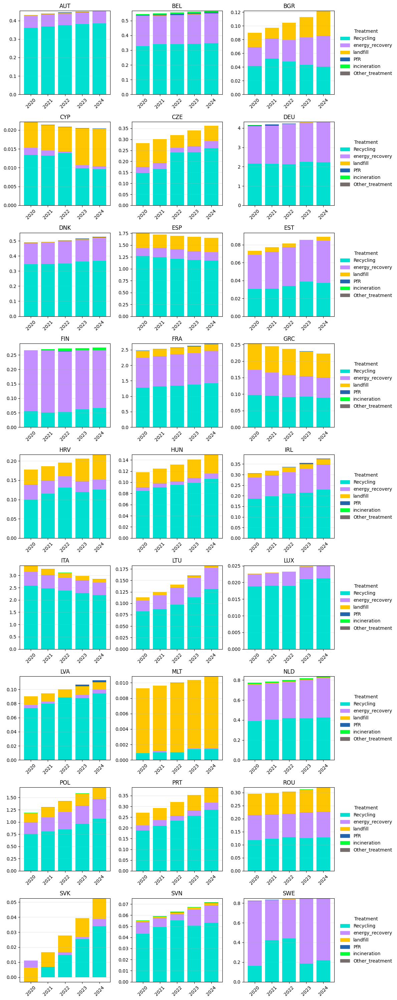 AUT
0.4
0.3
0.2
0.1
0.0
2020 2021 2022 2023 2024
BEL
0.5
0.4
0.3
0.2
0.1
0.0
2020 2021 2022 2023 2024
BGR
0.12
0.10
0.08
0.06
0.04
0.02
0.00
2020 2021 2022 2023 2024
Treatment
Recycling
energy_recovery
landfill
PfR
incineration
Other_treatment
CYP
0.020
0.015
0.010
0.005
0.000
2020 2021 2022 2023 2024
CZE
0.35
0.30
0.25
0.20
0.15
0.10
0.05
0.00
2020 2021 2022 2023 2024
DEU
4
3
2
1
0
2020 2021 2022 2023 2024
Treatment
Recycling
energy_recovery
landfill
PfR
incineration
Other_treatment
DNK
0.5
0.4
0.3
0.2
0.1
0.0
2020 2021 2022 2023 2024
ESP
1.75
1.50
1.25
1.00
0.75
0.50
0.25
0.00
2020 2021 2022 2023 2024
EST
0.08
0.06
0.04
0.02
0.00
2020 2021 2022 2023 2024
Treatment
Recycling
energy_recovery
landfill
PfR
incineration
Other_treatment
FIN
0.25
0.20
0.15
0.10
0.05
0.00
2020 2021 2022 2023 2024
FRA
2.5
2.0
1.5
1.0
0.5
0.0
2020 2021 2022 2023 2024
GRC
0.25
0.20
0.15
0.10
0.05
0.00
2020 2021 2022 2023 2024
Treatment
Recycling
energy_recovery
landfill
PfR
incineration
Other_treatment
HRV
0.20
0.15
0.10
0.05
0.00
2020 2021 2022 2023 2024
HUN
0.14
0.12
0.10
0.08
0.06
0.04
0.02
0.00
2020 2021 2022 2023 2024
IRL
0.35
0.30
0.25
0.20
0.15
0.10
0.05
0.00
2020 2021 2022 2023 2024
Treatment
Recycling
energy_recovery
landfill
PfR
incineration
Other_treatment
ITA
3.0
2.5
2.0
1.5
1.0
0.5
0.0
2020 2021 2022 2023 2024
LTU
0.175
0.150
0.125
0.100
0.075
0.050
0.025
0.000
2020 2021 2022 2023 2024
LUX
0.025
0.020
0.015
0.010
0.005
0.000
2020 2021 2022 2023 2024
Treatment
Recycling
energy_recovery
landfill
PfR
incineration
Other_treatment
LVA
0.10
0.08
0.06
0.04
0.02
0.00
2020 2021 2022 2023 2024
MLT
0.010
0.008
0.006
0.004
0.002
0.000
2020 2021 2022 2023 2024
NLD
0.8
0.6
0.4
0.2
0.0
2020 2021 2022 2023 2024
Treatment
Recycling
energy_recovery
landfill
PfR
incineration
Other_treatment
POL
1.50
1.25
1.00
0.75
0.50
0.25
0.00
2020 2021 2022 2023 2024
PRT
0.35
0.30
0.25
0.20
0.15
0.10
0.05
0.00
2020 2021 2022 2023 2024
ROU
0.30
0.25
0.20
0.15
0.10
0.05
0.00
2020 2021 2022 2023 2024
Treatment
Recycling
energy_recovery
landfill
PfR
incineration
Other_treatment
SVK
0.05
0.04
0.03
0.02
0.01
0.00
2020 2021 2022 2023 2024
SVN
0.07
0.06
0.05
0.04
0.03
0.02
0.01
0.00
2020 2021 2022 2023 2024
SWE
0.8
0.6
0.4
0.2
0.0
2020 2021 2022 2023 2024
Treatment
Recycling
energy_recovery
landfill
PfR
incineration
Other_treatment